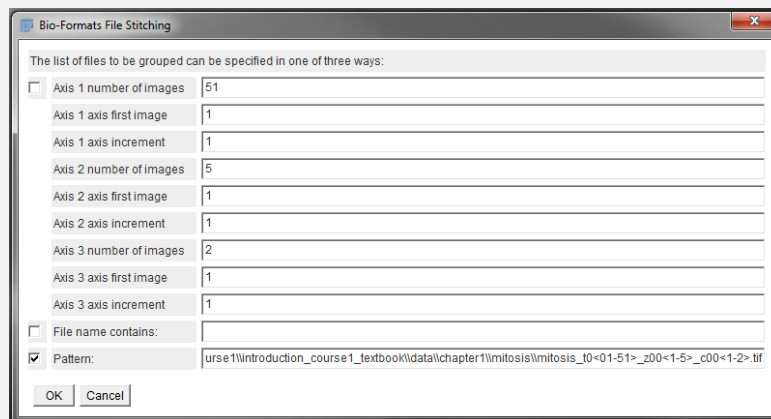 Bio-Formats File Stitching
The list of files to be grouped can be specified in one of three ways:
Axis 1 number of images 51
Axis 1 axis first image 1
Axis 1 axis increment 1
Axis 2 number of images 5
Axis 2 axis first image 1
Axis 2 axis increment 1
Axis 3 number of images 2
Axis 3 axis first image 1
Axis 3 axis increment 1
File name contains:
Pattern: urse1\\introduction_course1_textbook\\data\\chapter1\\mitosis\\mitosis_t0<01-51>_z00<1-5>_c00<1-2>.tif
OK Cancel